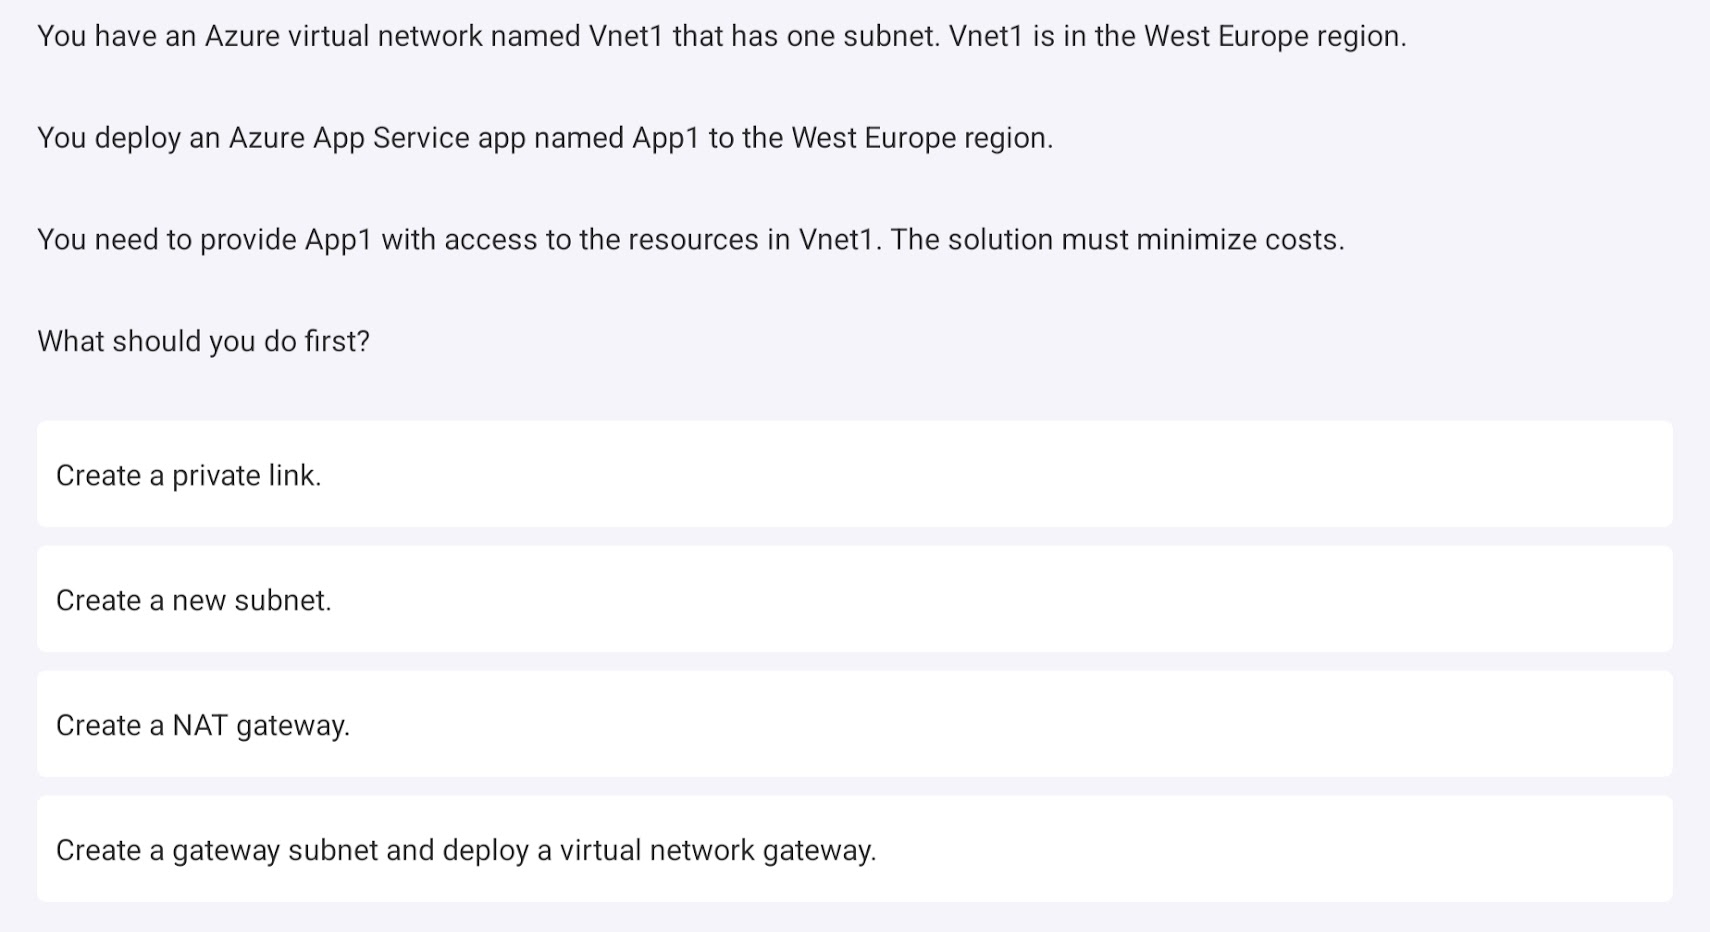 You have an Azure virtual network named Vnet1 that has one subnet. Vnet1 is in the West Europe region.
You deploy an Azure App Service app named App1 to the West Europe region.
You need to provide App1 with access to the resources in Vnet1. The solution must minimize costs.
What should you do first?
Create a private link.
Create a new subnet.
Create a NAT gateway.
Create a gateway subnet and deploy a virtual network gateway.